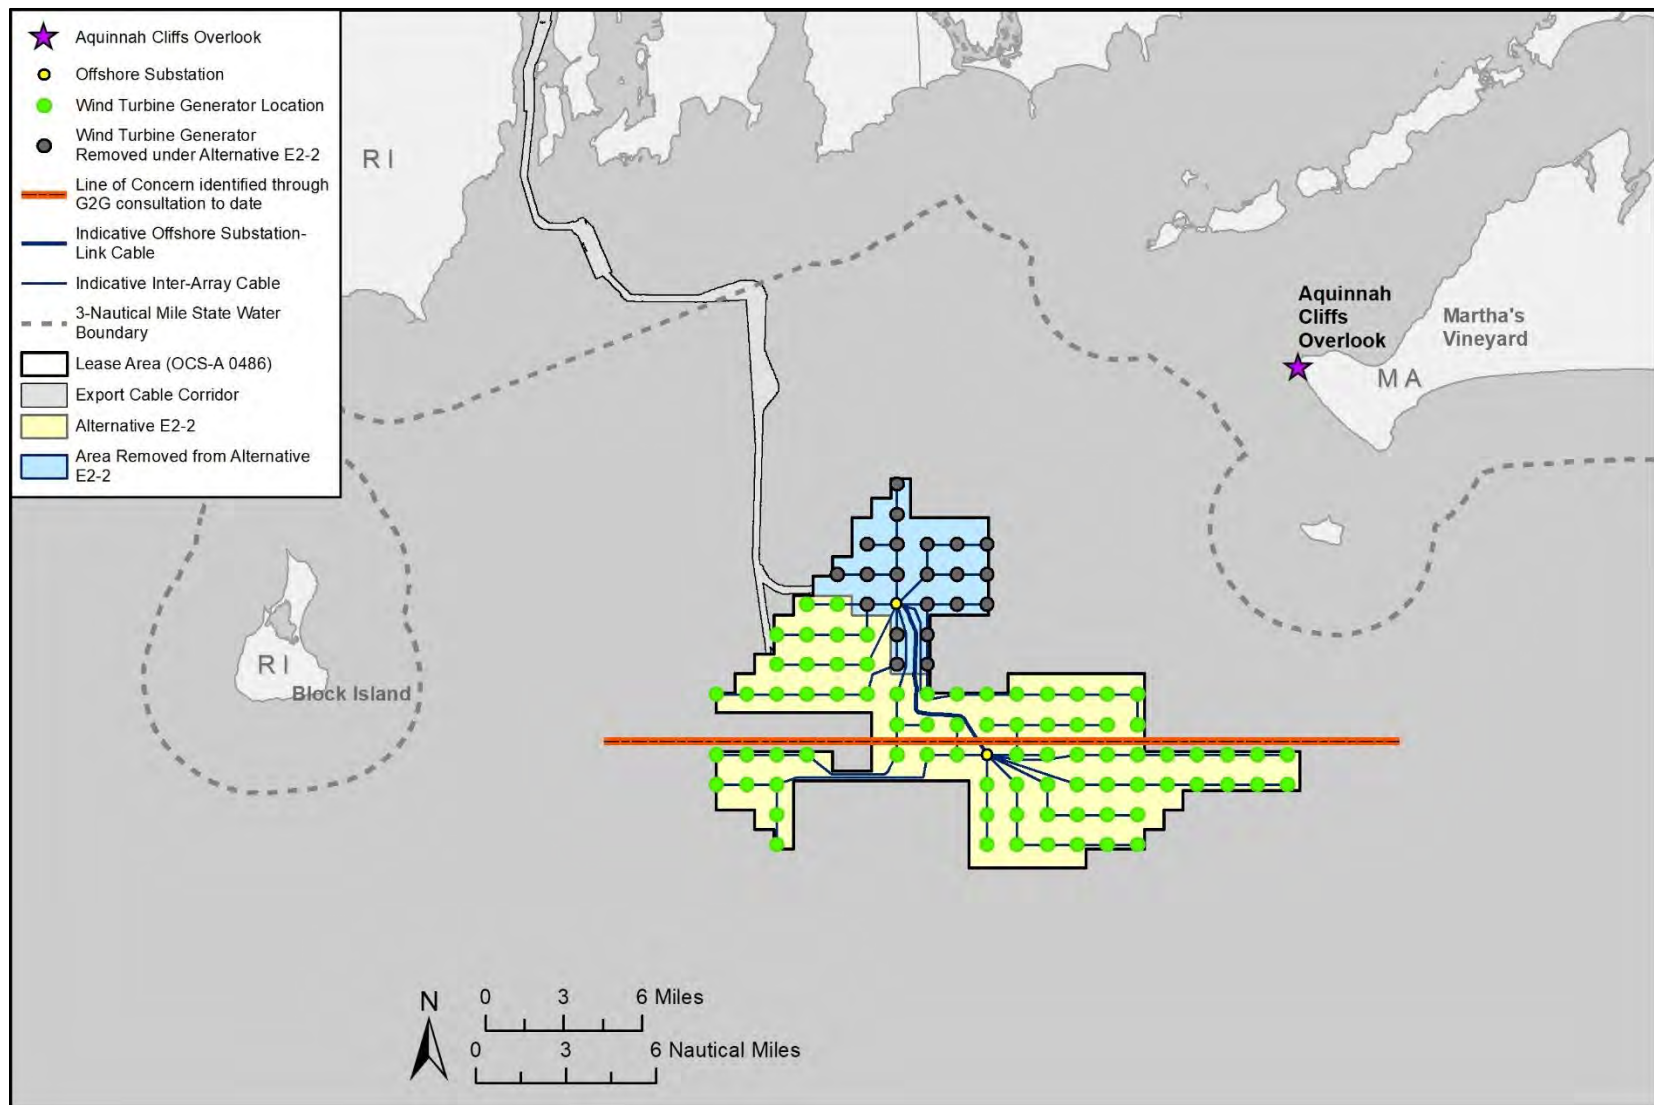 Aquinnah Cliffs Overlook
Offshore Substation
Wind Turbine Generator Location
Wind Turbine Generator
Removed under Alternative E2-2
Line of Concern identified through
G2G consultation to date
Indicative Offshore Substation-
Link Cable
Indicative Inter-Array Cable
3-Nautical Mile State Water
Boundary
Lease Area (OCS-A 0486)
Export Cable Corridor
Alternative E2-2
Area Removed from Alternative
E2-2
RI
Aquinnah
Cliffs
Overlook
Martha's
Vineyard
MA
RI
Block Island
N
0 3 6 Miles
0 3 6 Nautical Miles